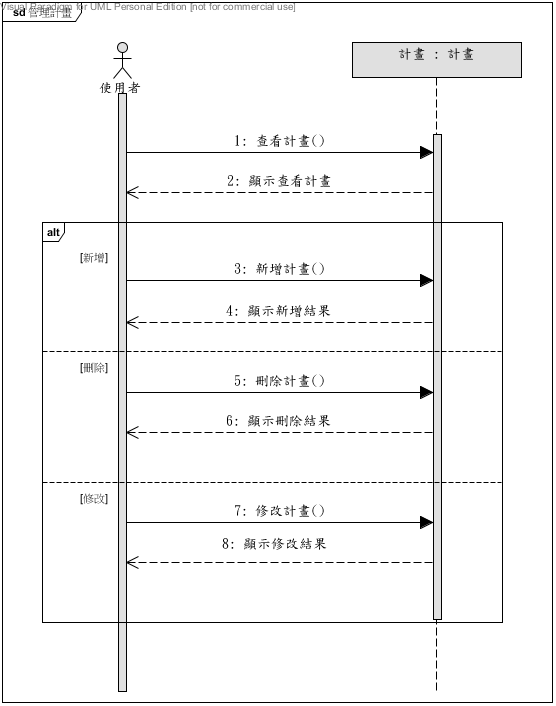 Visual Paradigm for UML Personal Edition [not for commercial use]
sd 管理計畫
使用者
計畫 : 計畫
1: 查看計畫()
2: 顯示查看計畫
alt
[新增]
3: 新增計畫()
4: 顯示新增結果
[刪除]
5: 刪除計畫()
6: 顯示刪除結果
[修改]
7: 修改計畫()
8: 顯示修改結果